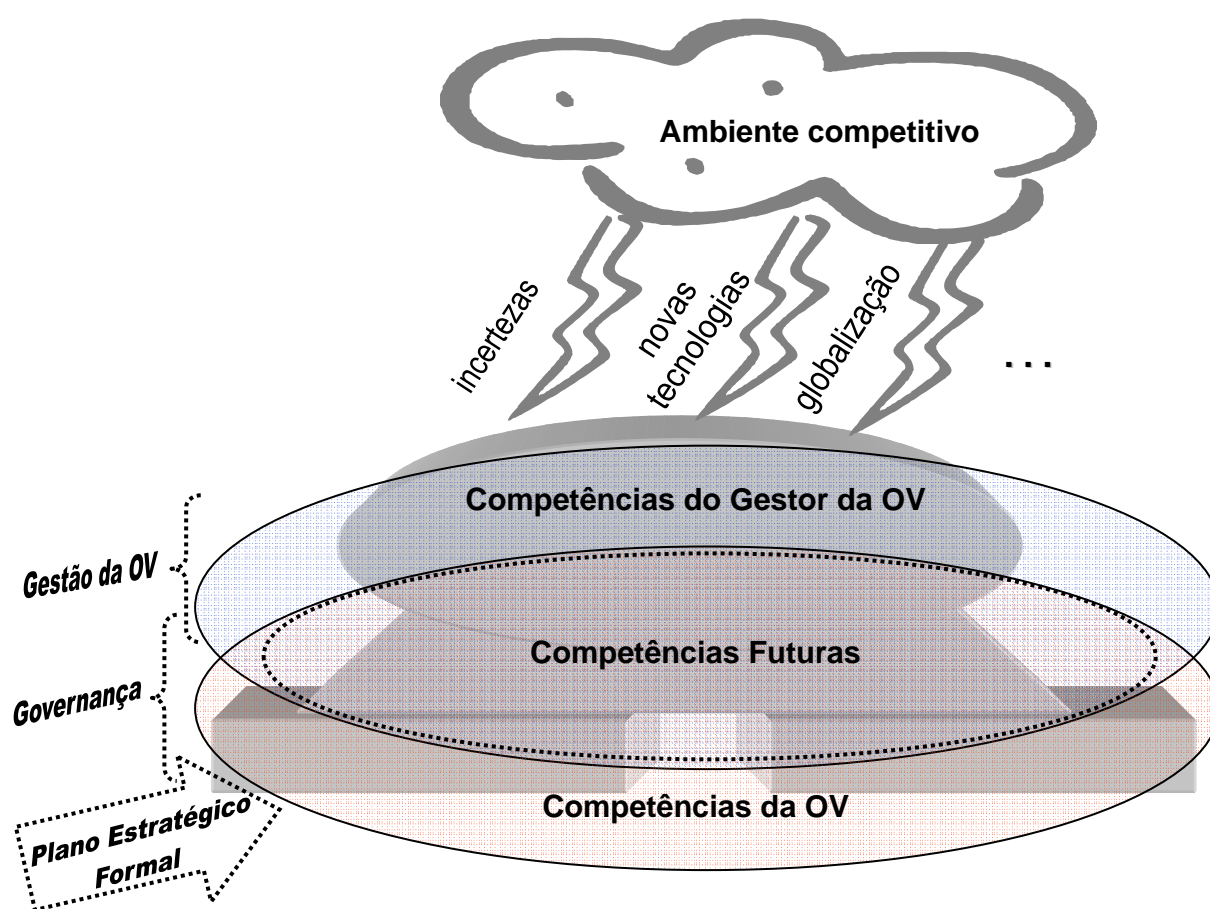 Ambiente competitivo
incertezas
novas
tecnologias
globalização
...
Competências do Gestor da OV
Gestão da OV
Competências Futuras
Governança
Competências da OV
Plano Estratégico
Formal